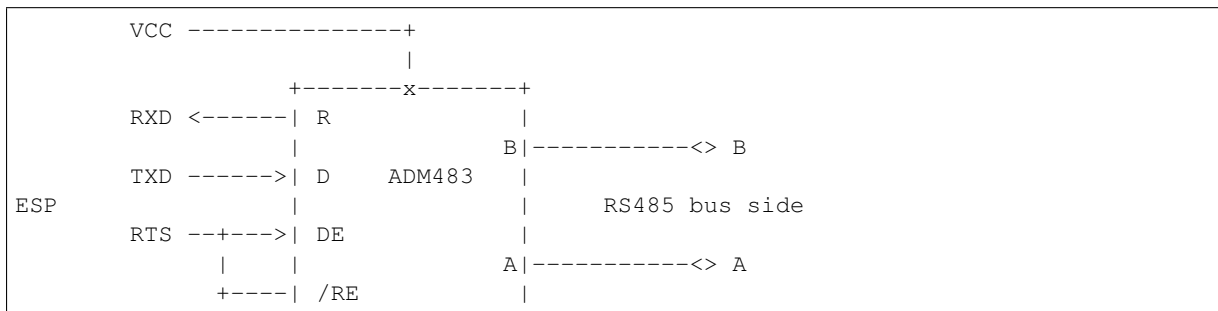 VCC ---------------+
                           |
                   +-------x-------+
        RXD <------| R             |
                   |              B|-----------<> B
        TXD ------>| D    ADM483   |
ESP                |               |     RS485 bus side
        RTS --+--->| DE            |
              |    |              A|-----------<> A
              +----| /RE           |